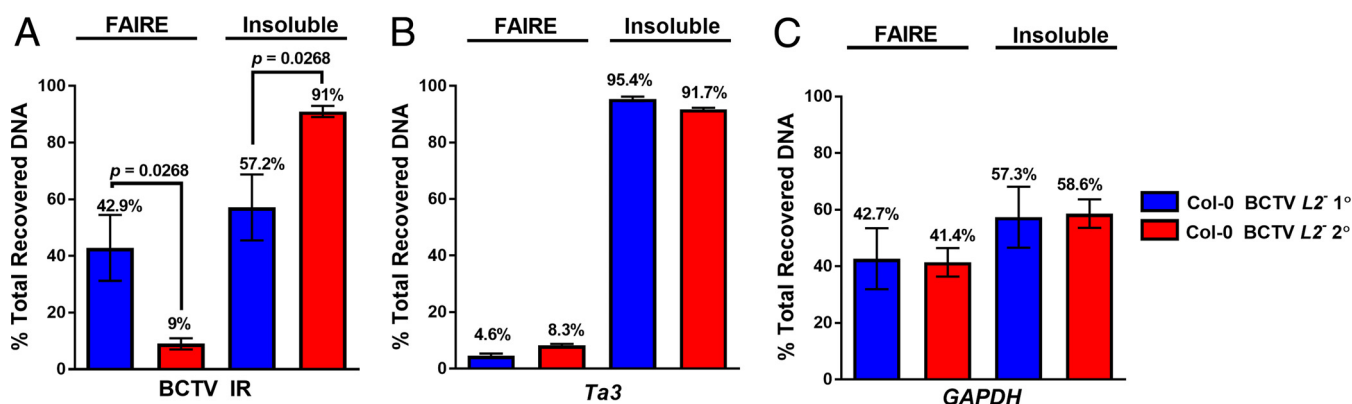 A
FAIRE
Insoluble
p = 0.0268
p = 0.0268
% Total Recovered DNA
100
80
60
40
20
0
42.9%
9%
57.2%
91%
BCTV IR
B
FAIRE
Insoluble
% Total Recovered DNA
100
80
60
40
20
0
4.6%
8.3%
95.4%
91.7%
Ta3
C
FAIRE
Insoluble
% Total Recovered DNA
100
80
60
40
20
0
42.7%
41.4%
57.3%
58.6%
GAPDH
Col-0 BCTV L2⁻ 1°
Col-0 BCTV L2⁻ 2°